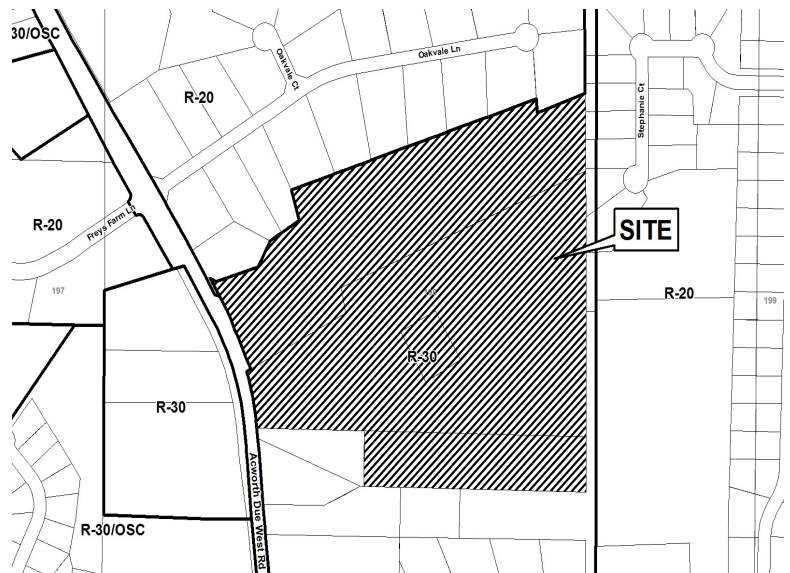 30/OSC
Oakvale Ln
Oakvale Ct
R-20
Stephanie Ct
R-20
Freys Farm Ln
SITE
197
R-20
199
R-30
R-30
Acworth Due West Rd
R-30/OSC